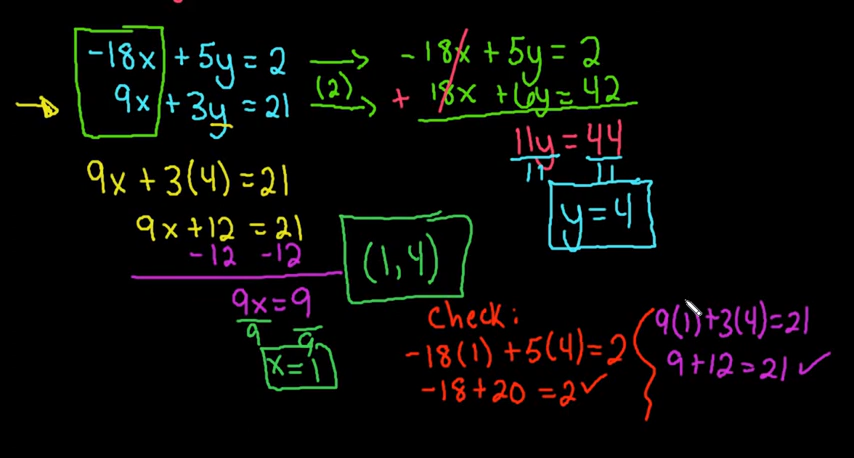 -18x + 5y = 2
9x + 3y = 21
(2)
-18x + 5y = 2
+ 18x + 6y = 42
11y = 44
11 11
y = 4
9x + 3(4) = 21
9x + 12 = 21
-12 -12
9x = 9
9 9
x = 1
(1, 4)
Check:
-18(1) + 5(4) = 2
-18 + 20 = 2 ✓
9(1) + 3(4) = 21
9 + 12 = 21 ✓